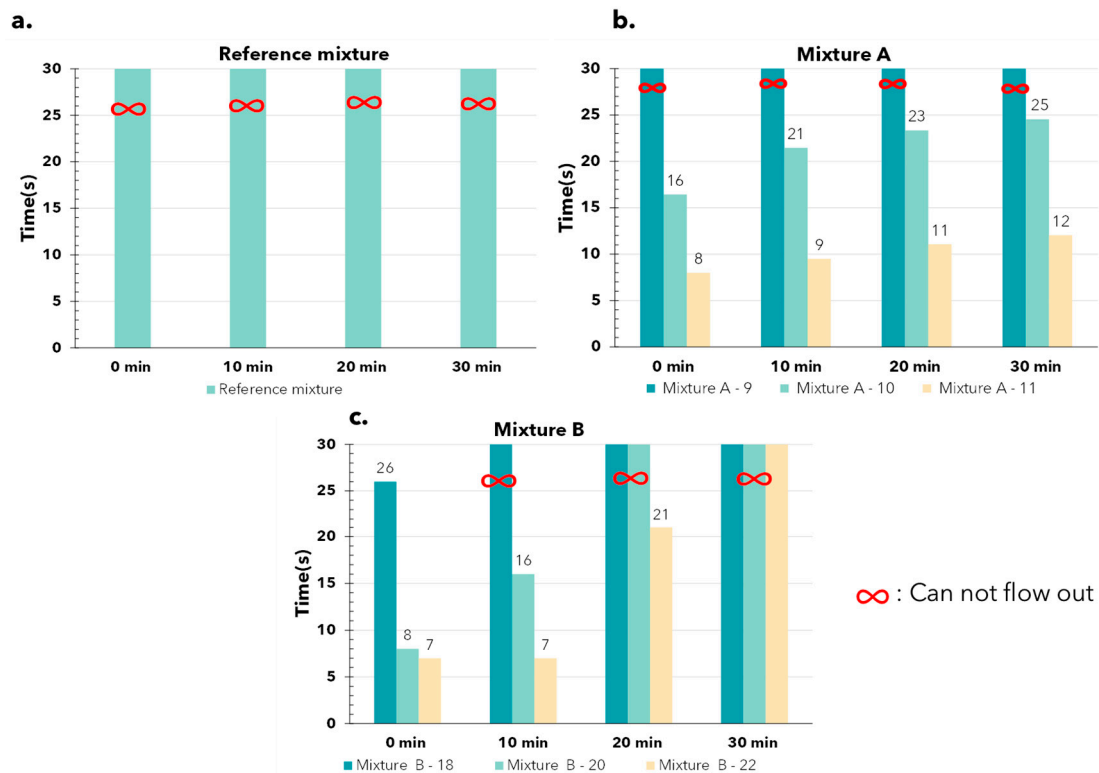 a.
Reference mixture
30
25
20
15
10
5
0
Time(s)
0 min 10 min 20 min 30 min
Reference mixture
b.
Mixture A
30
25
20
15
10
5
0
Time(s)
16 8
21 9
23 11
25 12
0 min 10 min 20 min 30 min
Mixture A - 9 Mixture A - 10 Mixture A - 11
c.
Mixture B
30
25
20
15
10
5
0
Time(s)
26 8 7
16 7
21
0 min 10 min 20 min 30 min
Mixture B - 18 Mixture B - 20 Mixture B - 22
∞ : Can not flow out